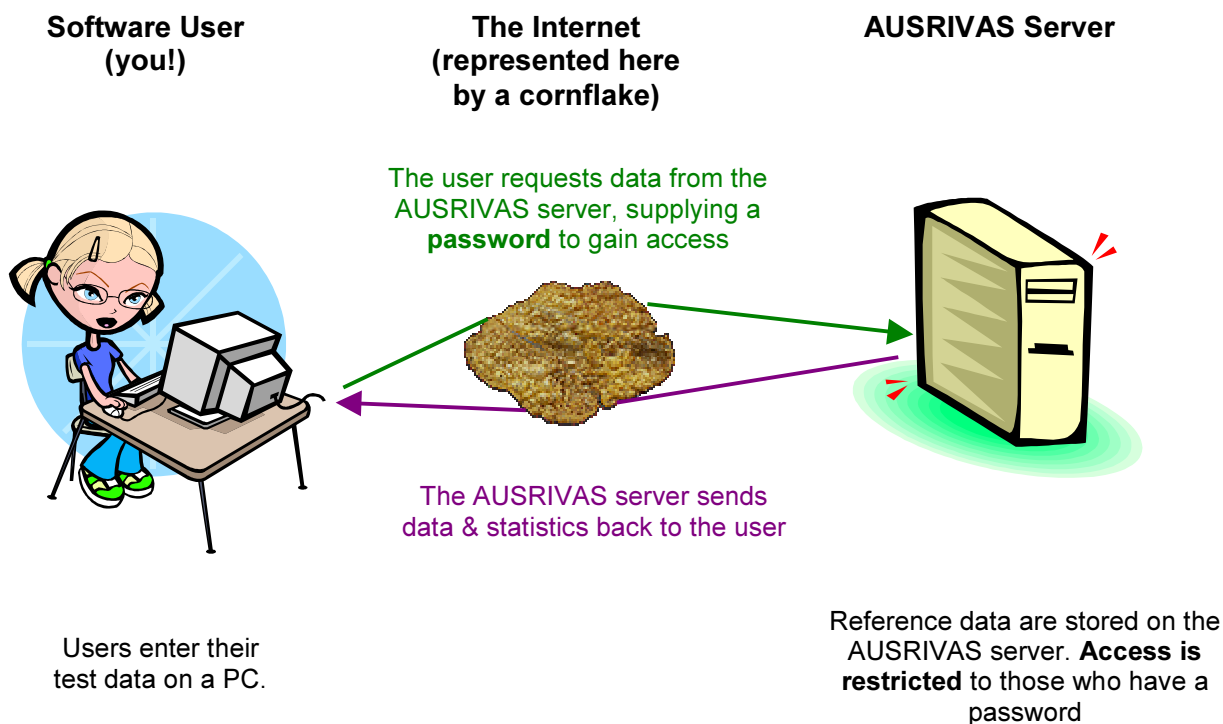 Software User
(you!)
The Internet
(represented here
by a cornflake)
AUSRIVAS Server
The user requests data from the
AUSRIVAS server, supplying a
password to gain access
The AUSRIVAS server sends
data & statistics back to the user
Users enter their
test data on a PC.
Reference data are stored on the
AUSRIVAS server. Access is
restricted to those who have a
password